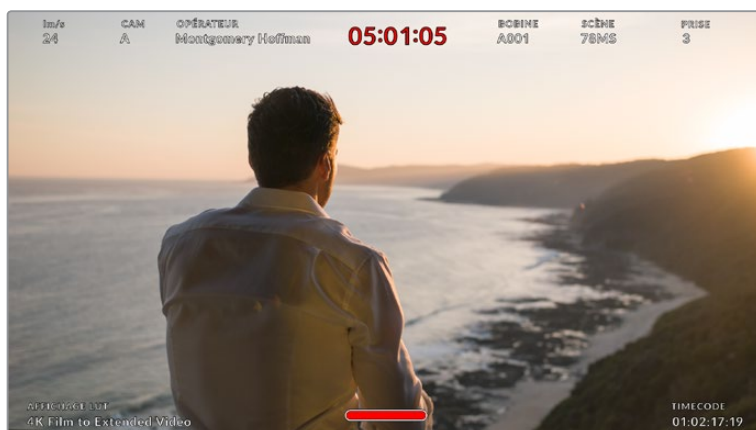 im/s CAM OPÉRATEUR 05:01:05 BOBINE SCÈNE PRISE
24 A Montgomery Hoffman A001 78MS 3
AFFICHAGE LUT TIMECODE
4K Film to Extended Video 01:02:17:19